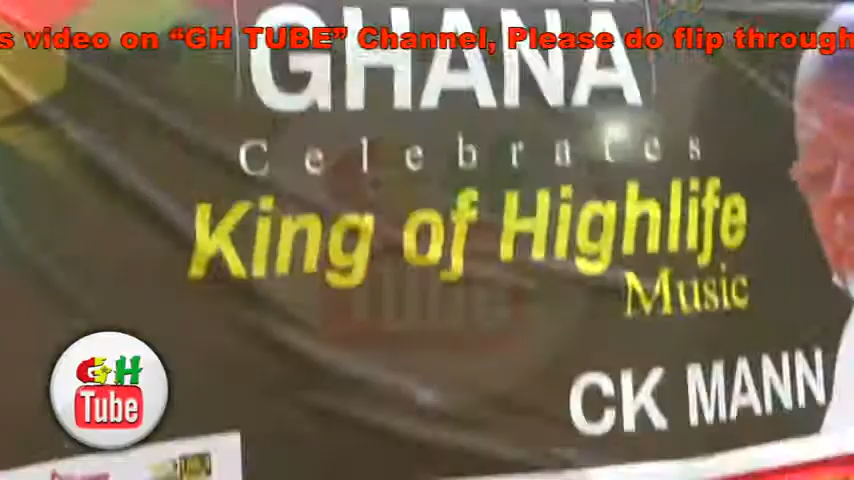 s video on “GH TUBE” Channel, Please do flip through
GHANA
Celebrates
King of Highlife
Music
CK MANN
GH
Tube